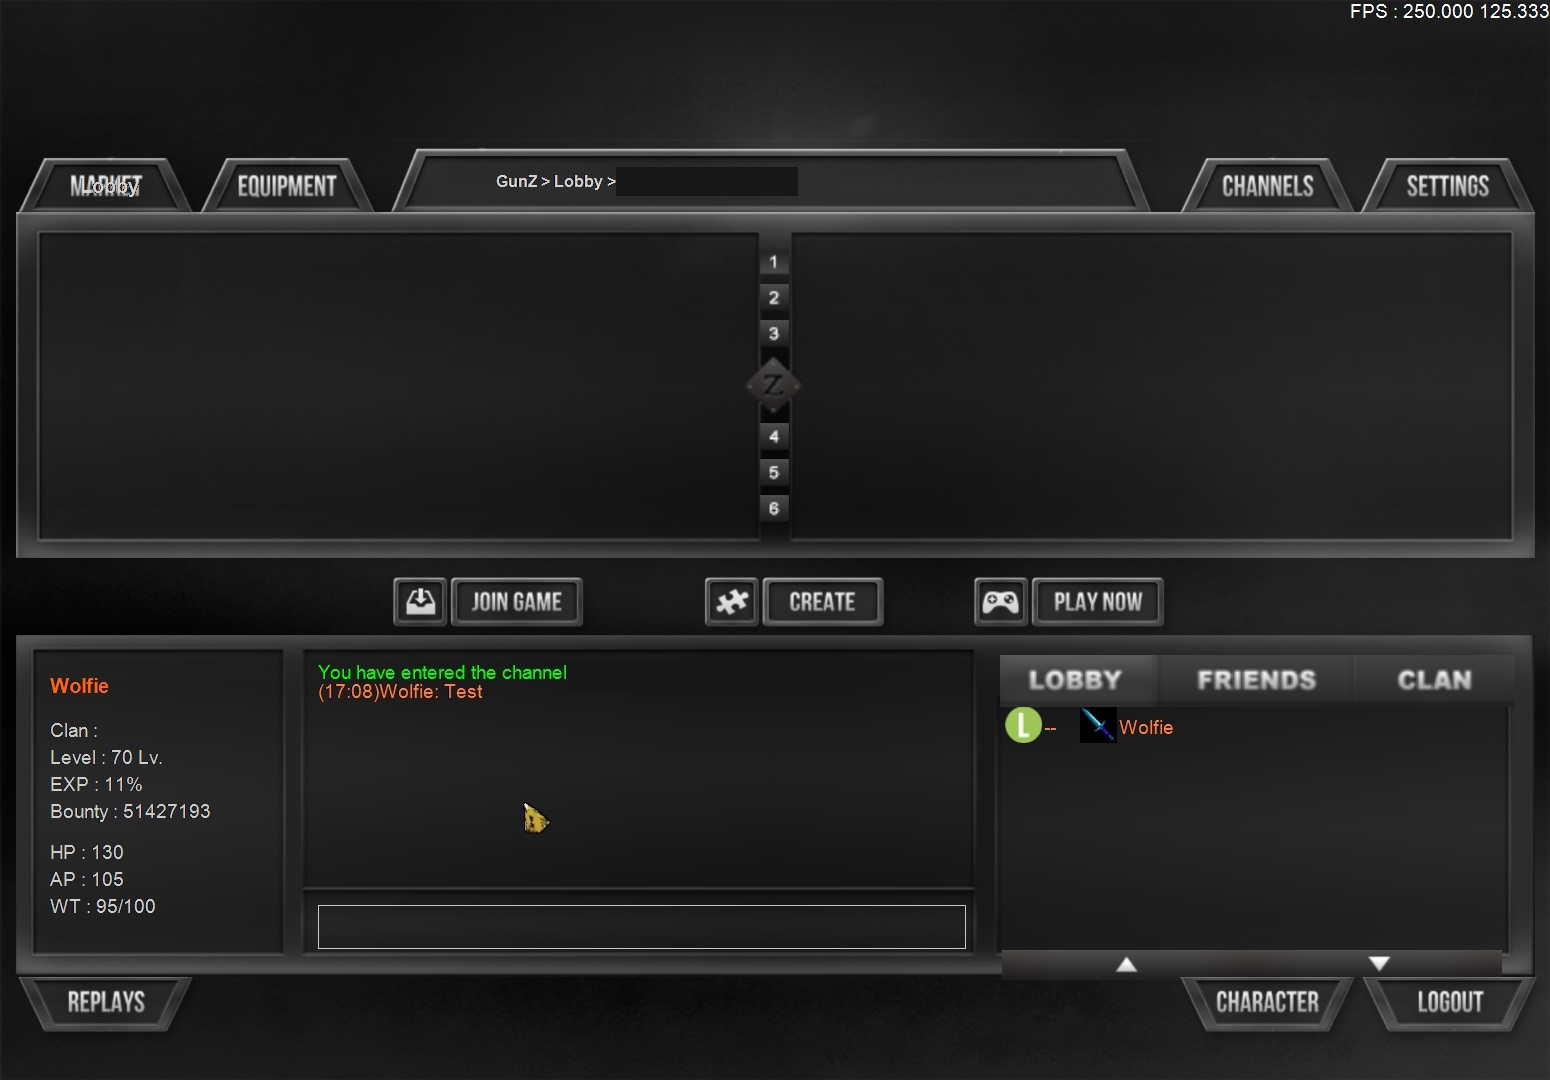 FPS : 250.000 125.333
MARKET
Lobby
EQUIPMENT
GunZ > Lobby >
CHANNELS
SETTINGS
1
2
3
Z
4
5
6
JOIN GAME
CREATE
PLAY NOW
Wolfie
Clan :
Level : 70 Lv.
EXP : 11%
Bounty : 51427193
HP : 130
AP : 105
WT : 95/100
You have entered the channel
(17:08)Wolfie: Test
LOBBY FRIENDS CLAN
L -- Wolfie
REPLAYS
CHARACTER
LOGOUT